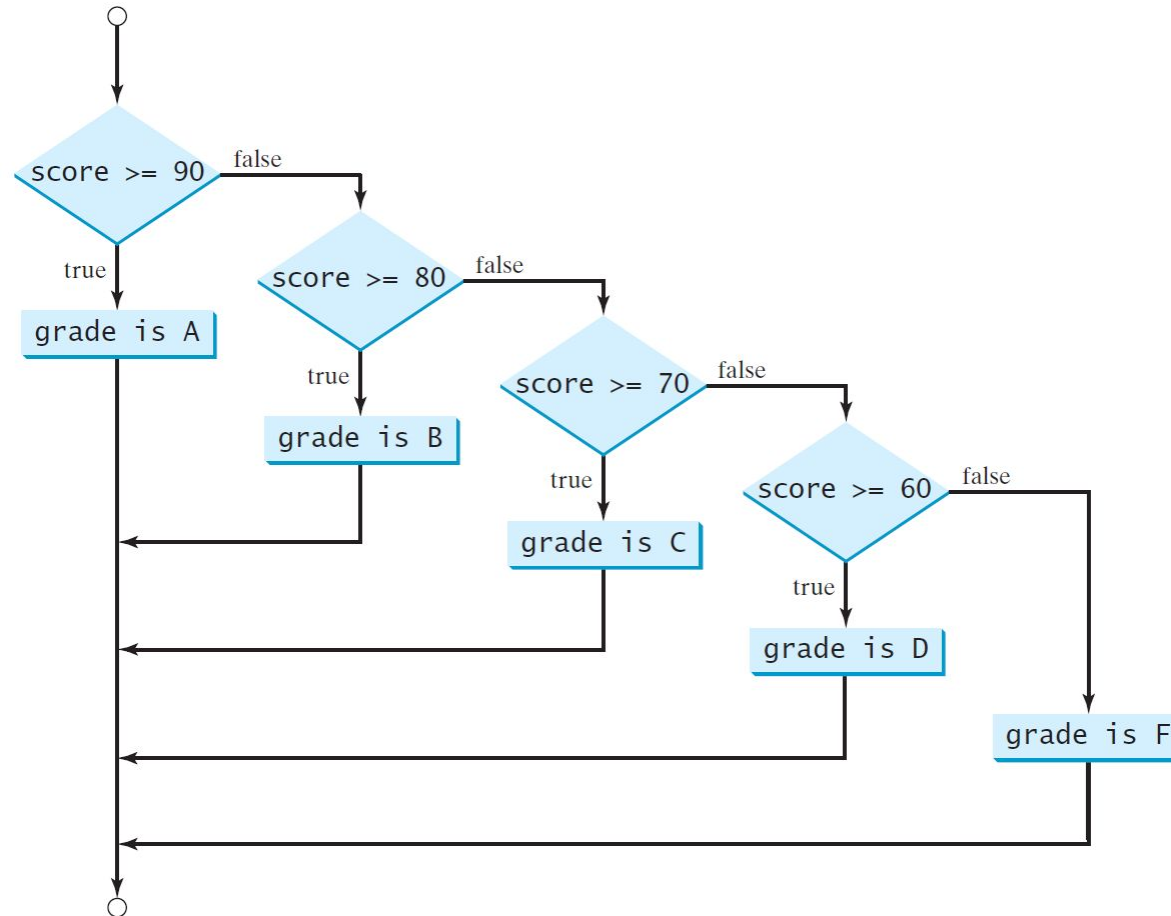 score >= 90
false
true
grade is A
score >= 80
false
true
grade is B
score >= 70
false
true
grade is C
score >= 60
false
true
grade is D
grade is F